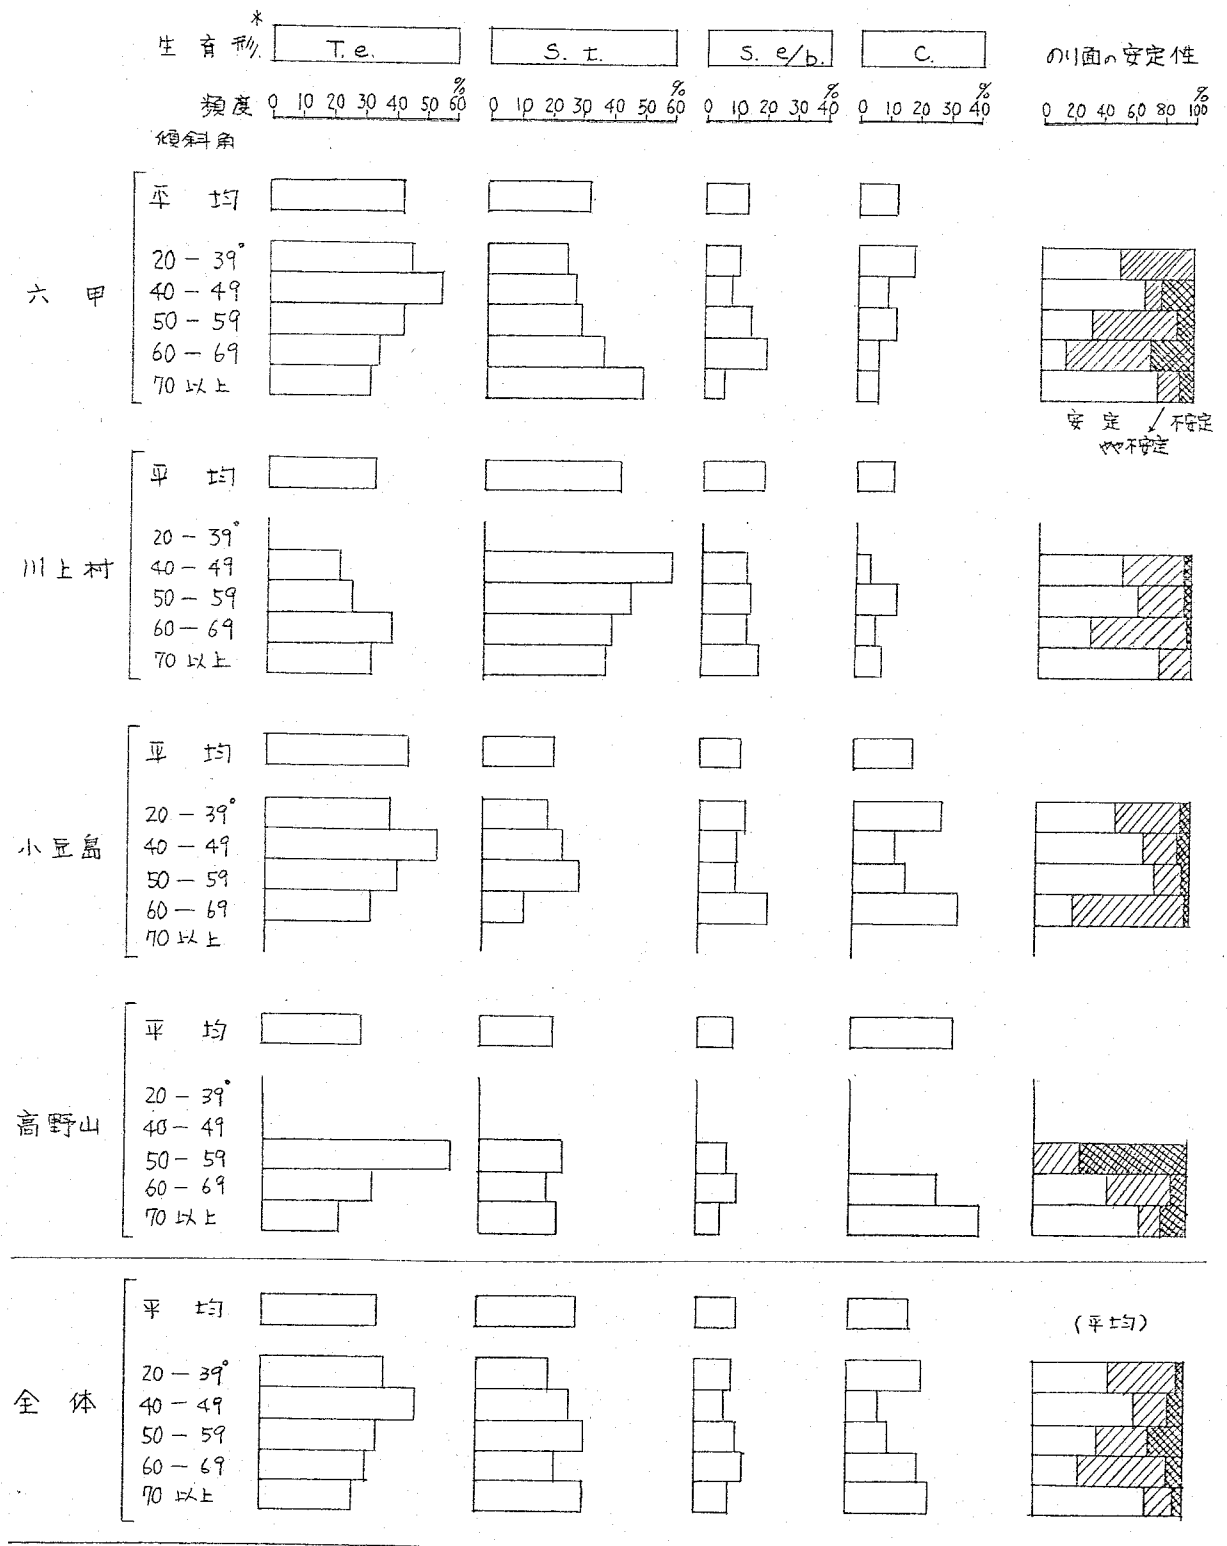 *
生育形. T. e. S. t. S. e/b. C. のり面の安定性
頻度 0 10 20 30 40 50 60 % 0 10 20 30 40 50 60 % 0 10 20 30 40 % 0 10 20 30 40 % 0 20 40 60 80 100 %
傾斜角
六甲
平均
20 - 39°
40 - 49
50 - 59
60 - 69
70 以上
安定 やや不安定 不安定
川上村
平均
20 - 39°
40 - 49
50 - 59
60 - 69
70 以上
小豆島
平均
20 - 39°
40 - 49
50 - 59
60 - 69
70 以上
高野山
平均
20 - 39°
40 - 49
50 - 59
60 - 69
70 以上
全体
平均
(平均)
20 - 39°
40 - 49
50 - 59
60 - 69
70 以上